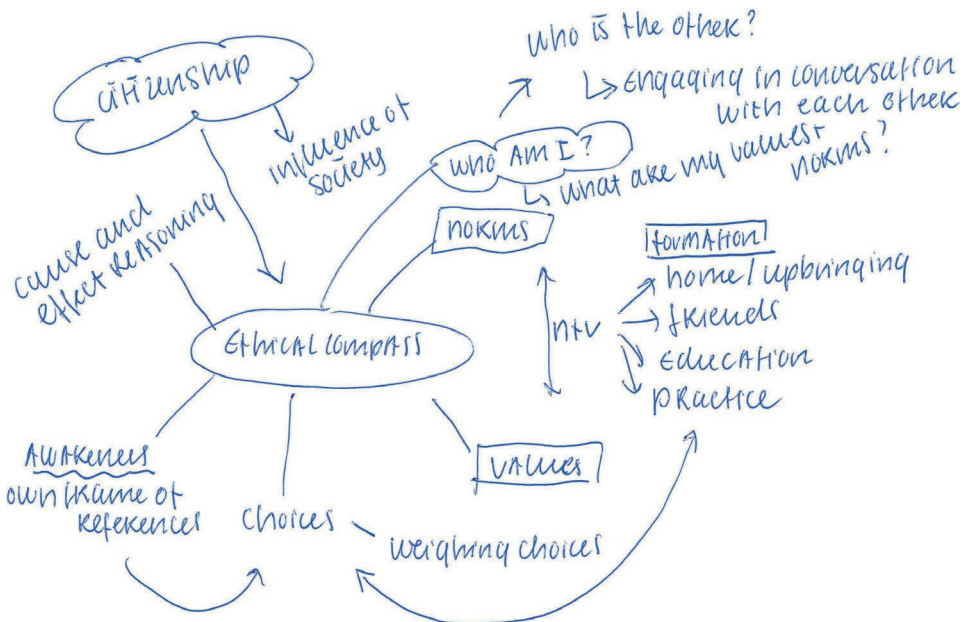 Who is the other?
citizenship
Engaging in conversation
with each other
influence of
society
WHO AM I?
What are my values+
norms?
NORMS
FORMATION
cause and
effect REASONING
home/upbringing
n+v
friends
ETHICAL COMPASS
EDUCATION
PRACTICE
AWARENESS
own frame of
REFERENCES
VALUES
CHOICES
weighing choices